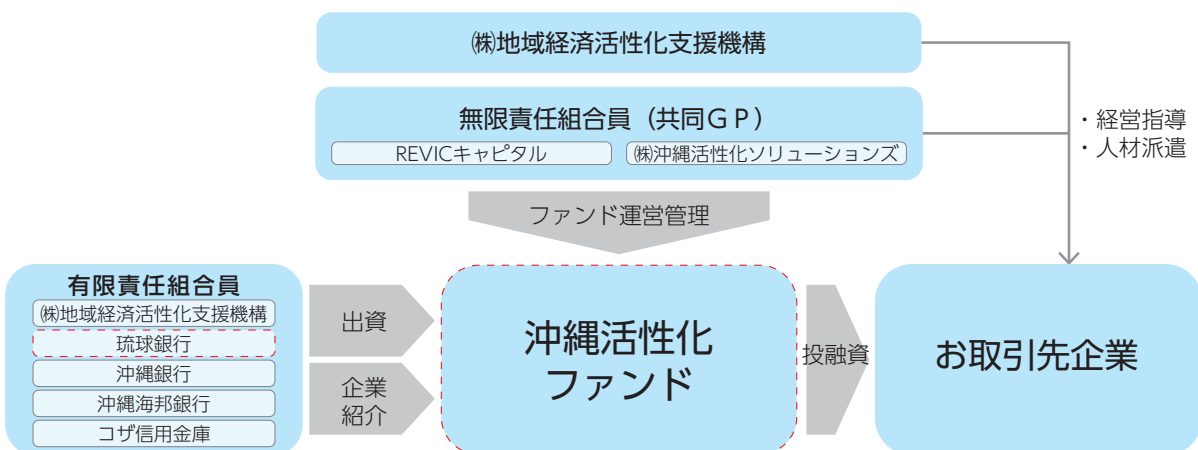 ㈱地域経済活性化支援機構
無限責任組合員（共同ＧＰ）
REVICキャピタル
㈱沖縄活性化ソリューションズ
・経営指導
・人材派遣
ファンド運営管理
有限責任組合員
㈱地域経済活性化支援機構
琉球銀行
沖縄銀行
沖縄海邦銀行
コザ信用金庫
出資
企業
紹介
沖縄活性化
ファンド
投融資
お取引先企業